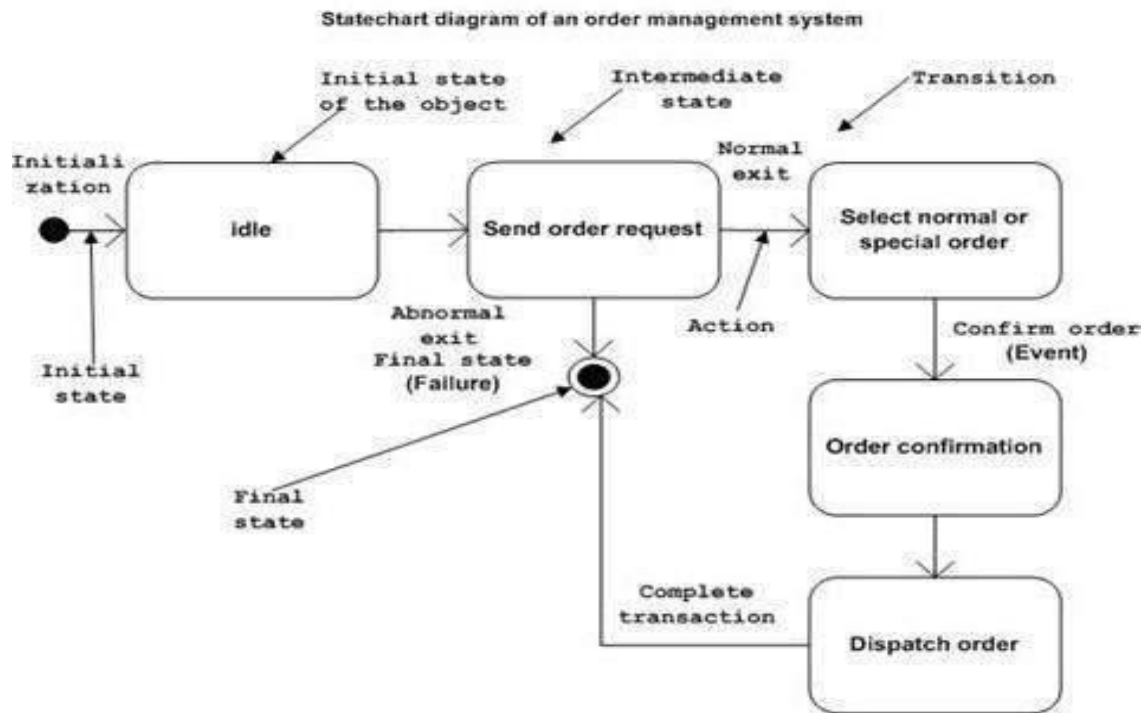 Statechart diagram of an order management system
Initial state
of the object
Intermediate
state
Transition
Initiali
zation
Normal
exit
idle
Send order request
Select normal or
special order
Abnormal
exit
Final state
(Failure)
Action
Confirm order
(Event)
Initial
state
Order confirmation
Final
state
Complete
transaction
Dispatch order